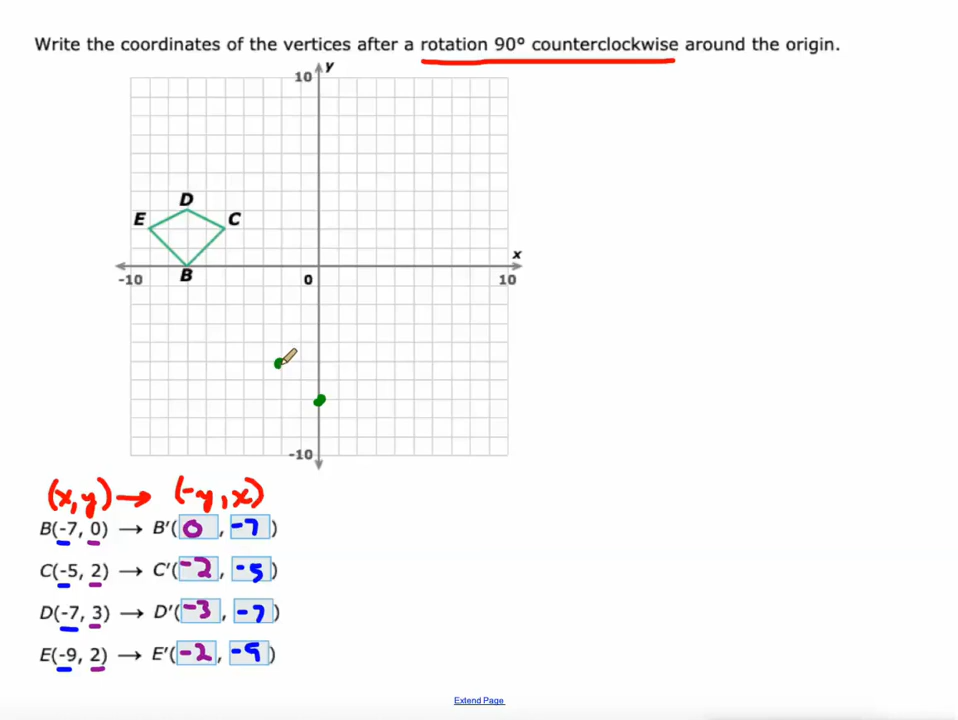 Write the coordinates of the vertices after a rotation 90° counterclockwise around the origin.
y
10
D
E
C
x
-10
B
0
10
-10
(x,y)→ (-y,x)
B(-7, 0) → B'(0, -7)
C(-5, 2) → C'(-2, -5)
D(-7, 3) → D'(-3, -7)
E(-9, 2) → E'(-2, -9)
Extend Page